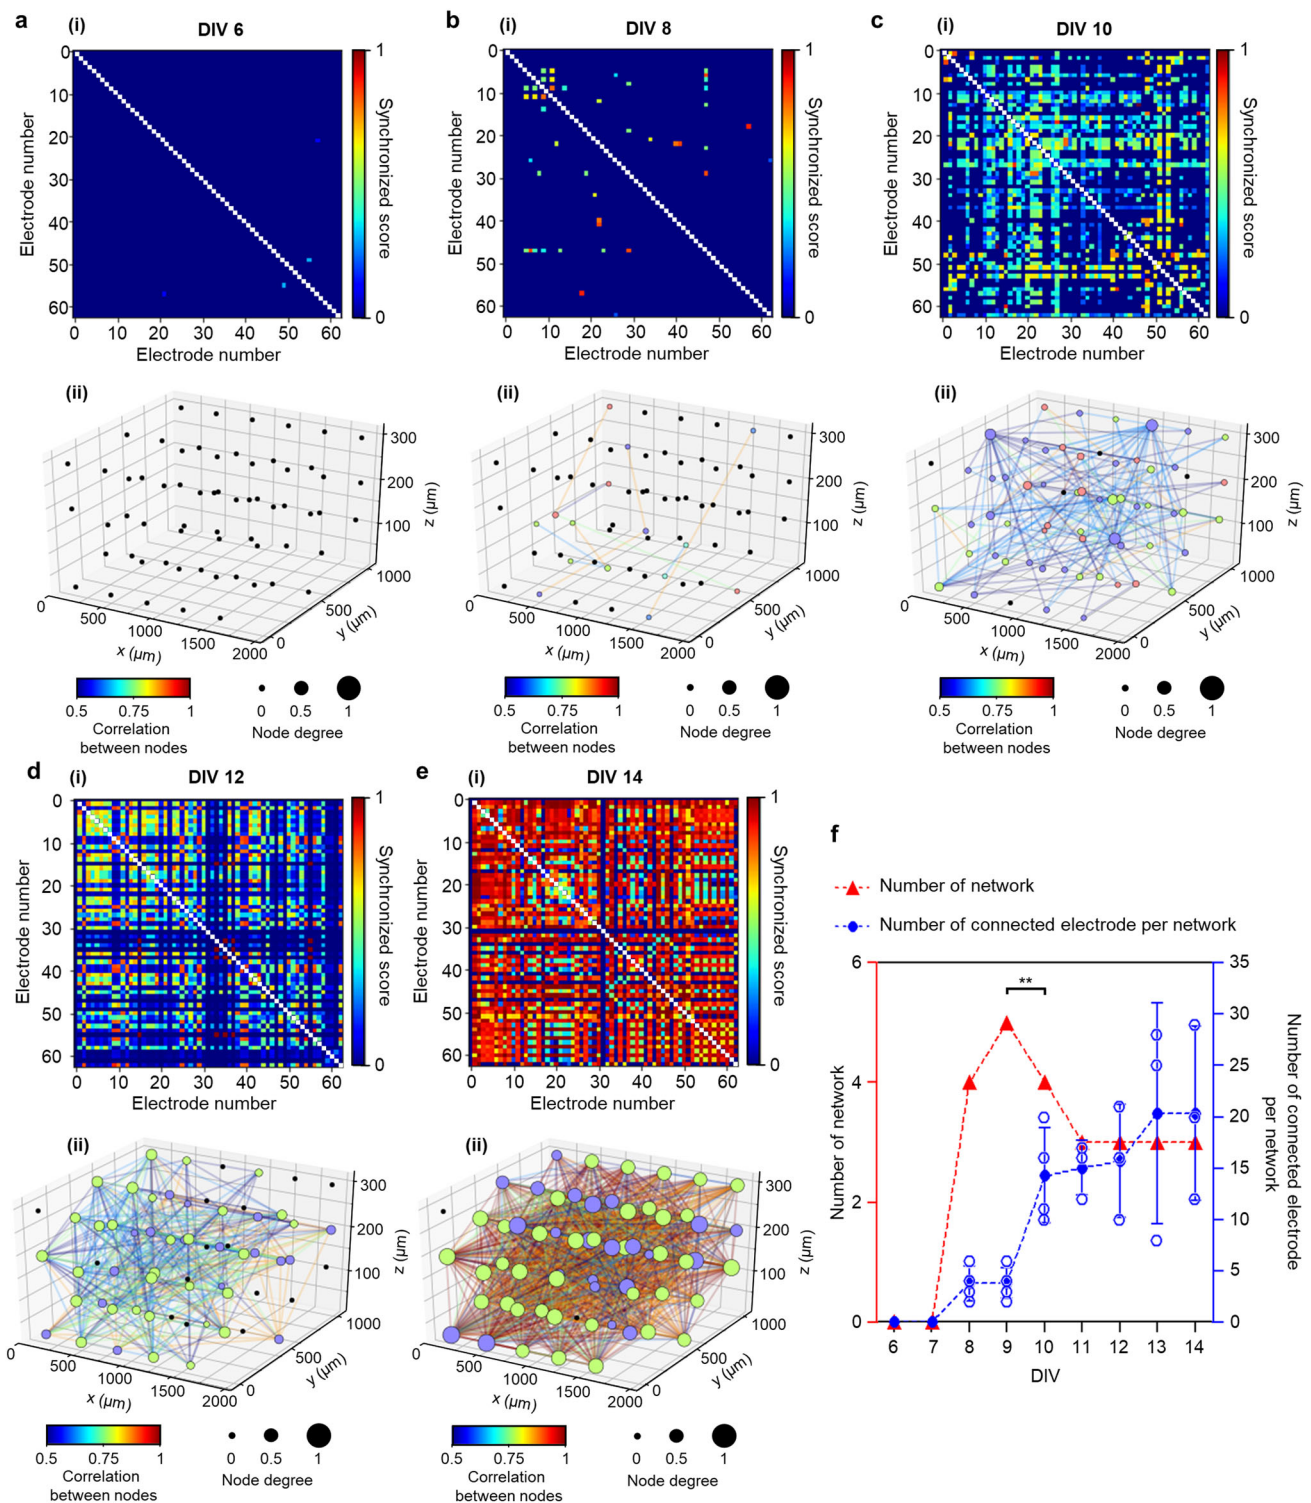 a (i) DIV 6
0
10
20
30
40
50
60
Electrode number
0 10 20 30 40 50 60
Electrode number
1
0
Synchronized score
b (i) DIV 8
0
10
20
30
40
50
60
Electrode number
0 10 20 30 40 50 60
Electrode number
1
0
Synchronized score
c (i) DIV 10
0
10
20
30
40
50
60
Electrode number
0 10 20 30 40 50 60
Electrode number
1
0
Synchronized score
(ii)
300
200
100
z (µm)
1000
500
0
y (µm)
0
500
1000
1500
2000
x (µm)
0.5 0.75 1
Correlation
between nodes
0 0.5 1
Node degree
(ii)
300
200
100
z (µm)
1000
500
0
y (µm)
0
500
1000
1500
2000
x (µm)
0.5 0.75 1
Correlation
between nodes
0 0.5 1
Node degree
(ii)
300
200
100
z (µm)
1000
500
0
y (µm)
0
500
1000
1500
2000
x (µm)
0.5 0.75 1
Correlation
between nodes
0 0.5 1
Node degree
d (i) DIV 12
0
10
20
30
40
50
60
Electrode number
0 10 20 30 40 50 60
Electrode number
1
0
Synchronized score
e (i) DIV 14
0
10
20
30
40
50
60
Electrode number
0 10 20 30 40 50 60
Electrode number
1
0
Synchronized score
(ii)
300
200
100
z (µm)
1000
500
0
y (µm)
0
500
1000
1500
2000
x (µm)
0.5 0.75 1
Correlation
between nodes
0 0.5 1
Node degree
(ii)
300
200
100
z (µm)
1000
500
0
y (µm)
0
500
1000
1500
2000
x (µm)
0.5 0.75 1
Correlation
between nodes
0 0.5 1
Node degree
f
Number of network
Number of connected electrode per network
6
4
2
0
Number of network
**
35
30
25
20
15
10
5
0
Number of connected electrode
per network
6 7 8 9 10 11 12 13 14
DIV